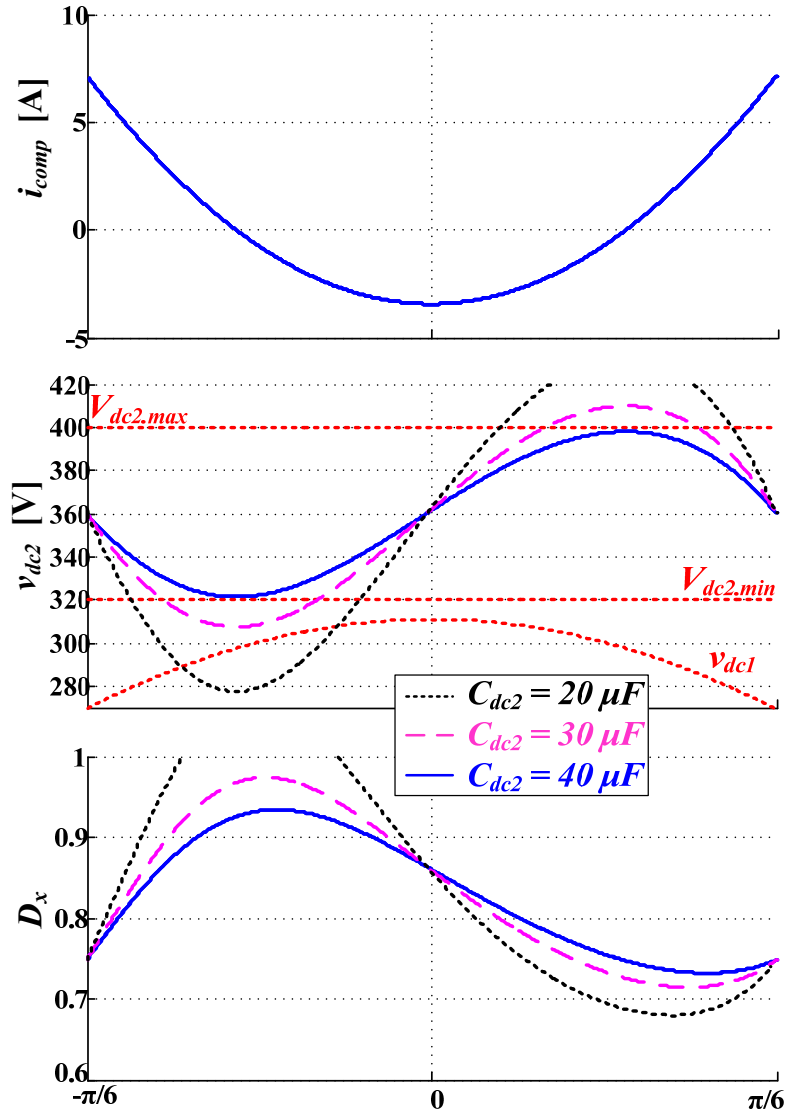 10
5
0
-5
i_comp [A]
420
400
380
360
340
320
300
280
v_dc2 [V]
V_dc2.max
V_dc2.min
v_dc1
C_dc2 = 20 μF
C_dc2 = 30 μF
C_dc2 = 40 μF
1
0.9
0.8
0.7
0.6
D_x
-π/6
0
π/6